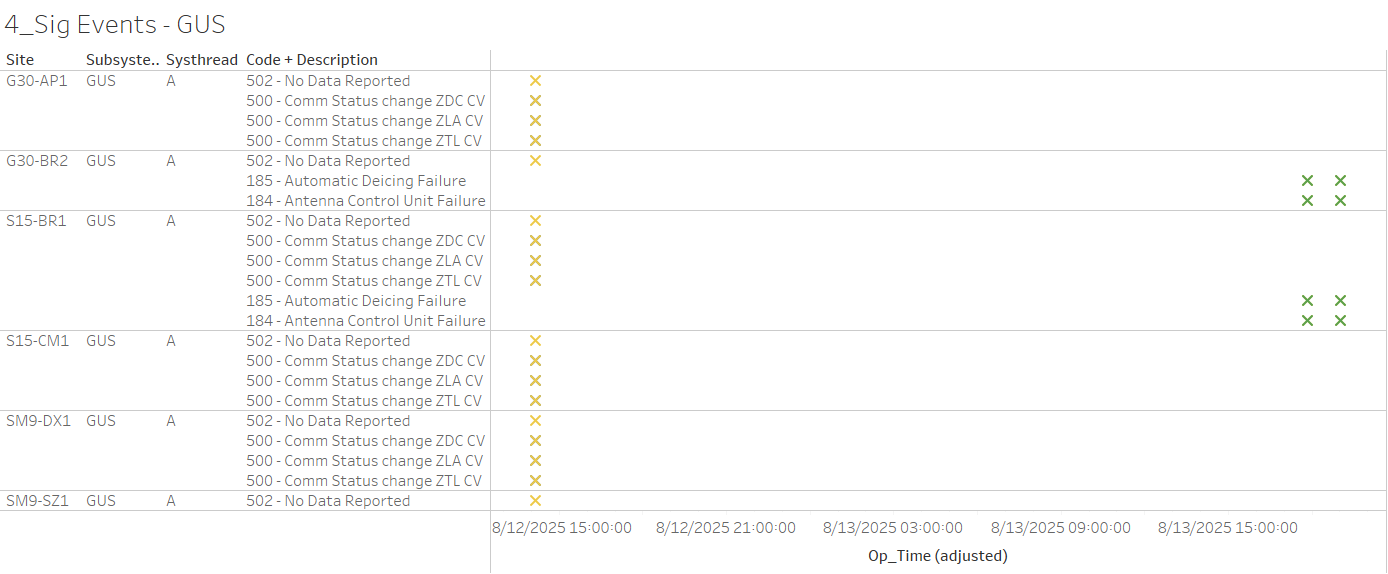 4_Sig Events - GUS
Site Subsyste.. Systhread Code + Description
G30-AP1 GUS A 502 - No Data Reported
500 - Comm Status change ZDC CV
500 - Comm Status change ZLA CV
500 - Comm Status change ZTL CV
G30-BR2 GUS A 502 - No Data Reported
185 - Automatic Deicing Failure
184 - Antenna Control Unit Failure
S15-BR1 GUS A 502 - No Data Reported
500 - Comm Status change ZDC CV
500 - Comm Status change ZLA CV
500 - Comm Status change ZTL CV
185 - Automatic Deicing Failure
184 - Antenna Control Unit Failure
S15-CM1 GUS A 502 - No Data Reported
500 - Comm Status change ZDC CV
500 - Comm Status change ZLA CV
500 - Comm Status change ZTL CV
SM9-DX1 GUS A 502 - No Data Reported
500 - Comm Status change ZDC CV
500 - Comm Status change ZLA CV
500 - Comm Status change ZTL CV
SM9-SZ1 GUS A 502 - No Data Reported
8/12/2025 15:00:00 8/12/2025 21:00:00 8/13/2025 03:00:00 8/13/2025 09:00:00 8/13/2025 15:00:00
Op_Time (adjusted)